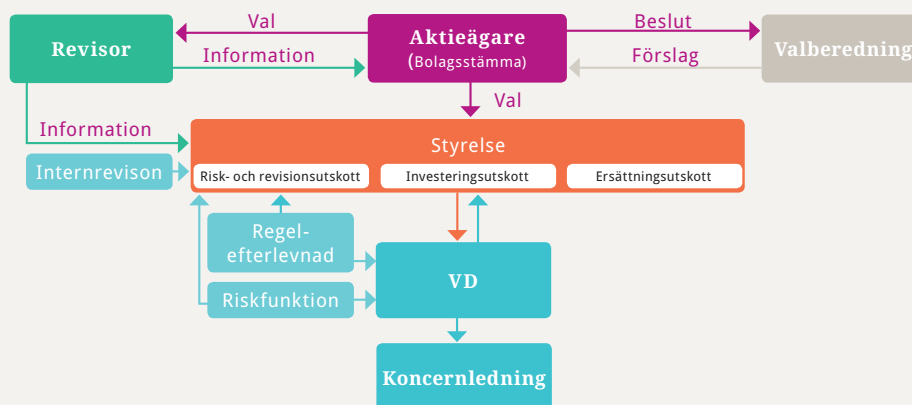 Val
Beslut
Revisor
Aktieägare
(Bolagsstämma)
Valberedning
Information
Förslag
Val
Information
Styrelse
Internrevison
Risk- och revisionsutskott
Investeringsutskott
Ersättningsutskott
Regel-
efterlevnad
VD
Riskfunktion
Koncernledning